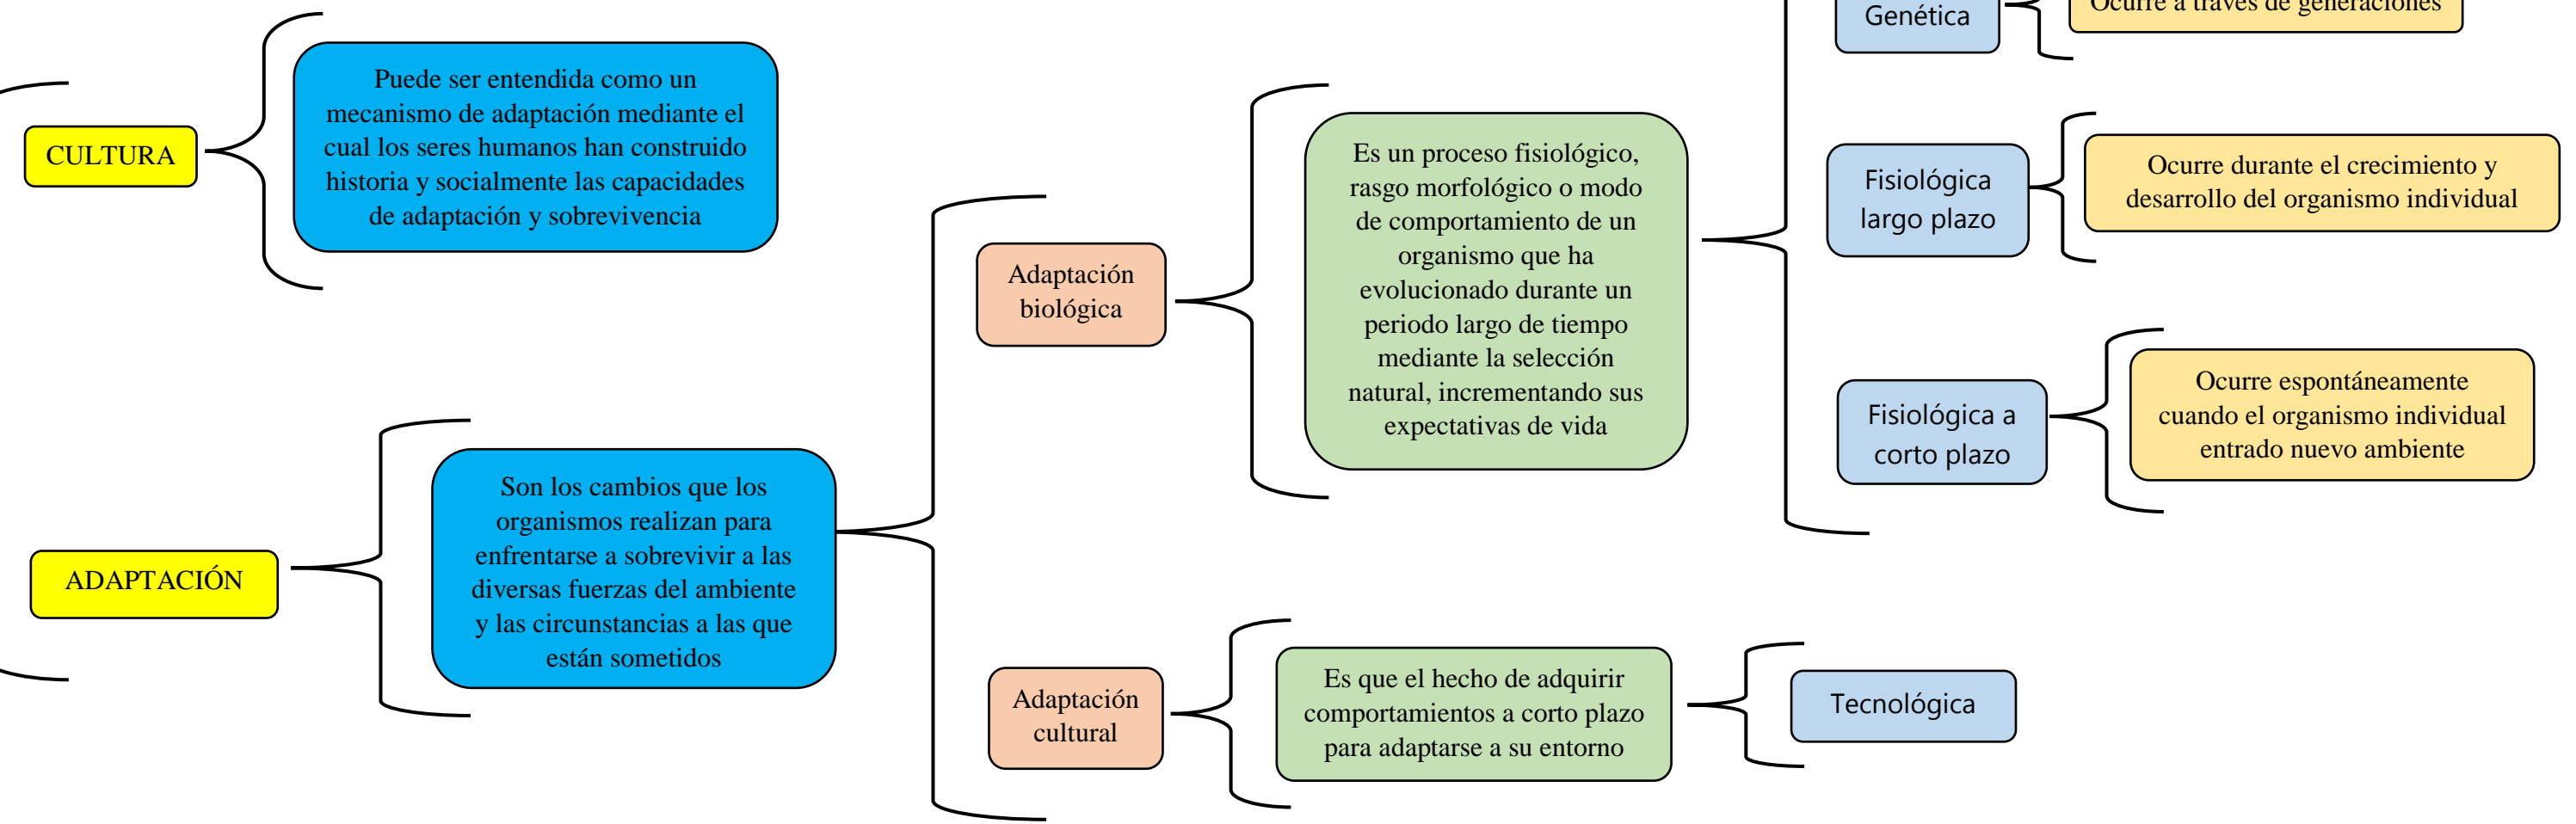 CULTURA
Puede ser entendida como un
mecanismo de adaptación mediante el
cual los seres humanos han construido
historia y socialmente las capacidades
de adaptación y sobrevivencia
ADAPTACIÓN
Son los cambios que los
organismos realizan para
enfrentarse a sobrevivir a las
diversas fuerzas del ambiente
y las circunstancias a las que
están sometidos
Adaptación
biológica
Es un proceso fisiológico,
rasgo morfológico o modo
de comportamiento de un
organismo que ha
evolucionado durante un
periodo largo de tiempo
mediante la selección
natural, incrementando sus
expectativas de vida
Genética
Ocurre a través de generaciones
Fisiológica
largo plazo
Ocurre durante el crecimiento y
desarrollo del organismo individual
Fisiológica a
corto plazo
Ocurre espontáneamente
cuando el organismo individual
entrado nuevo ambiente
Adaptación
cultural
Es que el hecho de adquirir
comportamientos a corto plazo
para adaptarse a su entorno
Tecnológica